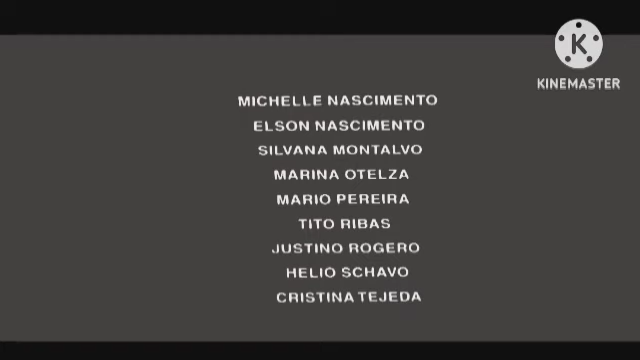 K
KINEMASTER
MICHELLE NASCIMENTO
ELSON NASCIMENTO
SILVANA MONTALVO
MARINA OTELZA
MARIO PEREIRA
TITO RIBAS
JUSTINO ROGERO
HELIO SCHAVO
CRISTINA TEJEDA